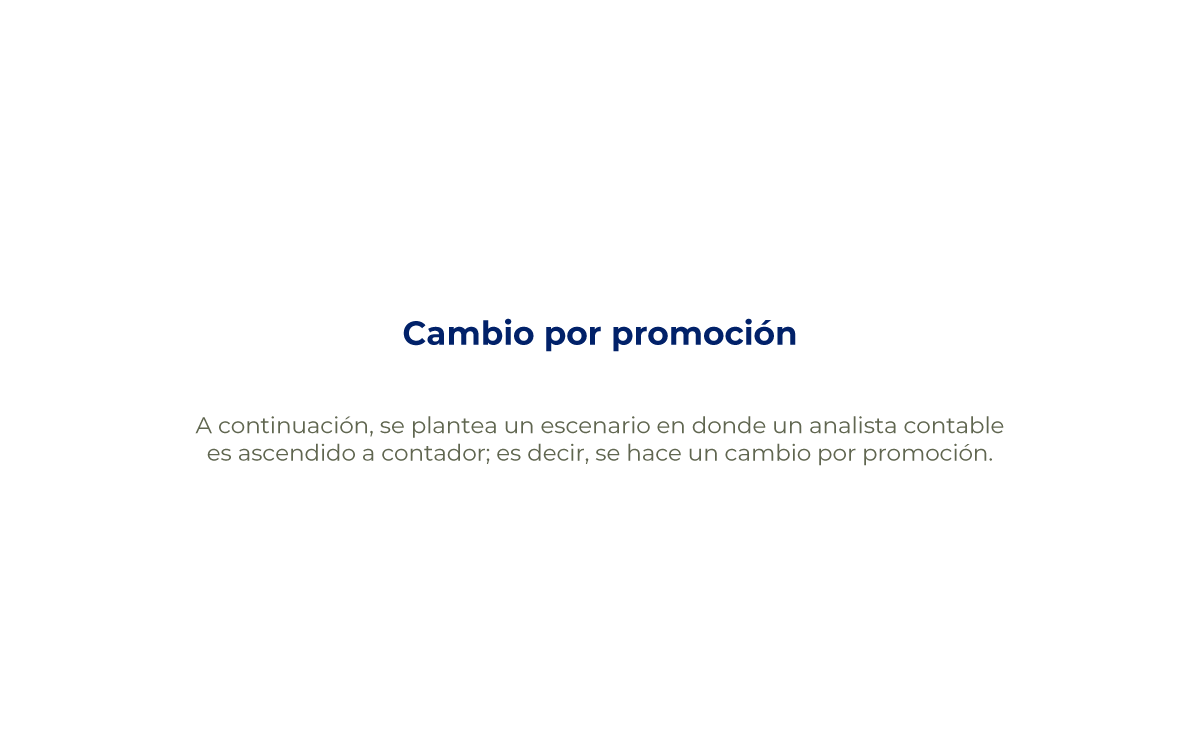 Cambio por promoción
A continuación, se plantea un escenario en donde un analista contable
es ascendido a contador; es decir, se hace un cambio por promoción.